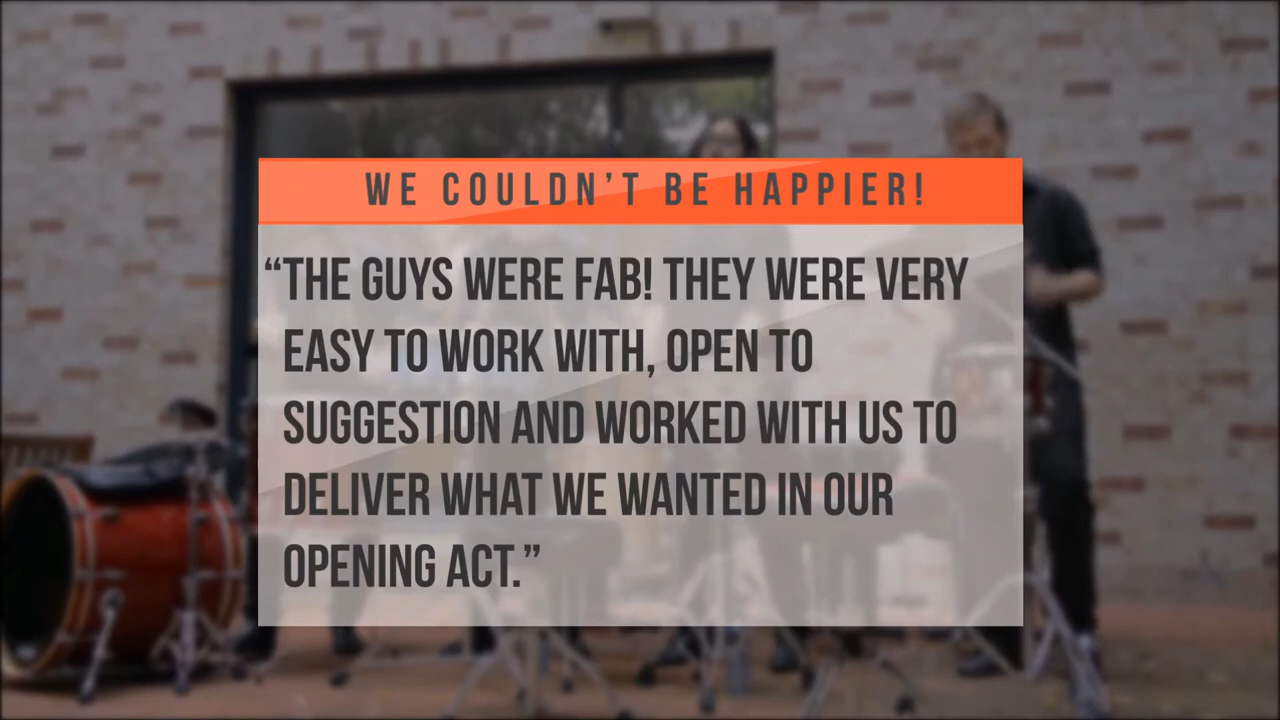 WE COULDN’T BE HAPPIER!
“THE GUYS WERE FAB! THEY WERE VERY
EASY TO WORK WITH, OPEN TO
SUGGESTION AND WORKED WITH US TO
DELIVER WHAT WE WANTED IN OUR
OPENING ACT.”